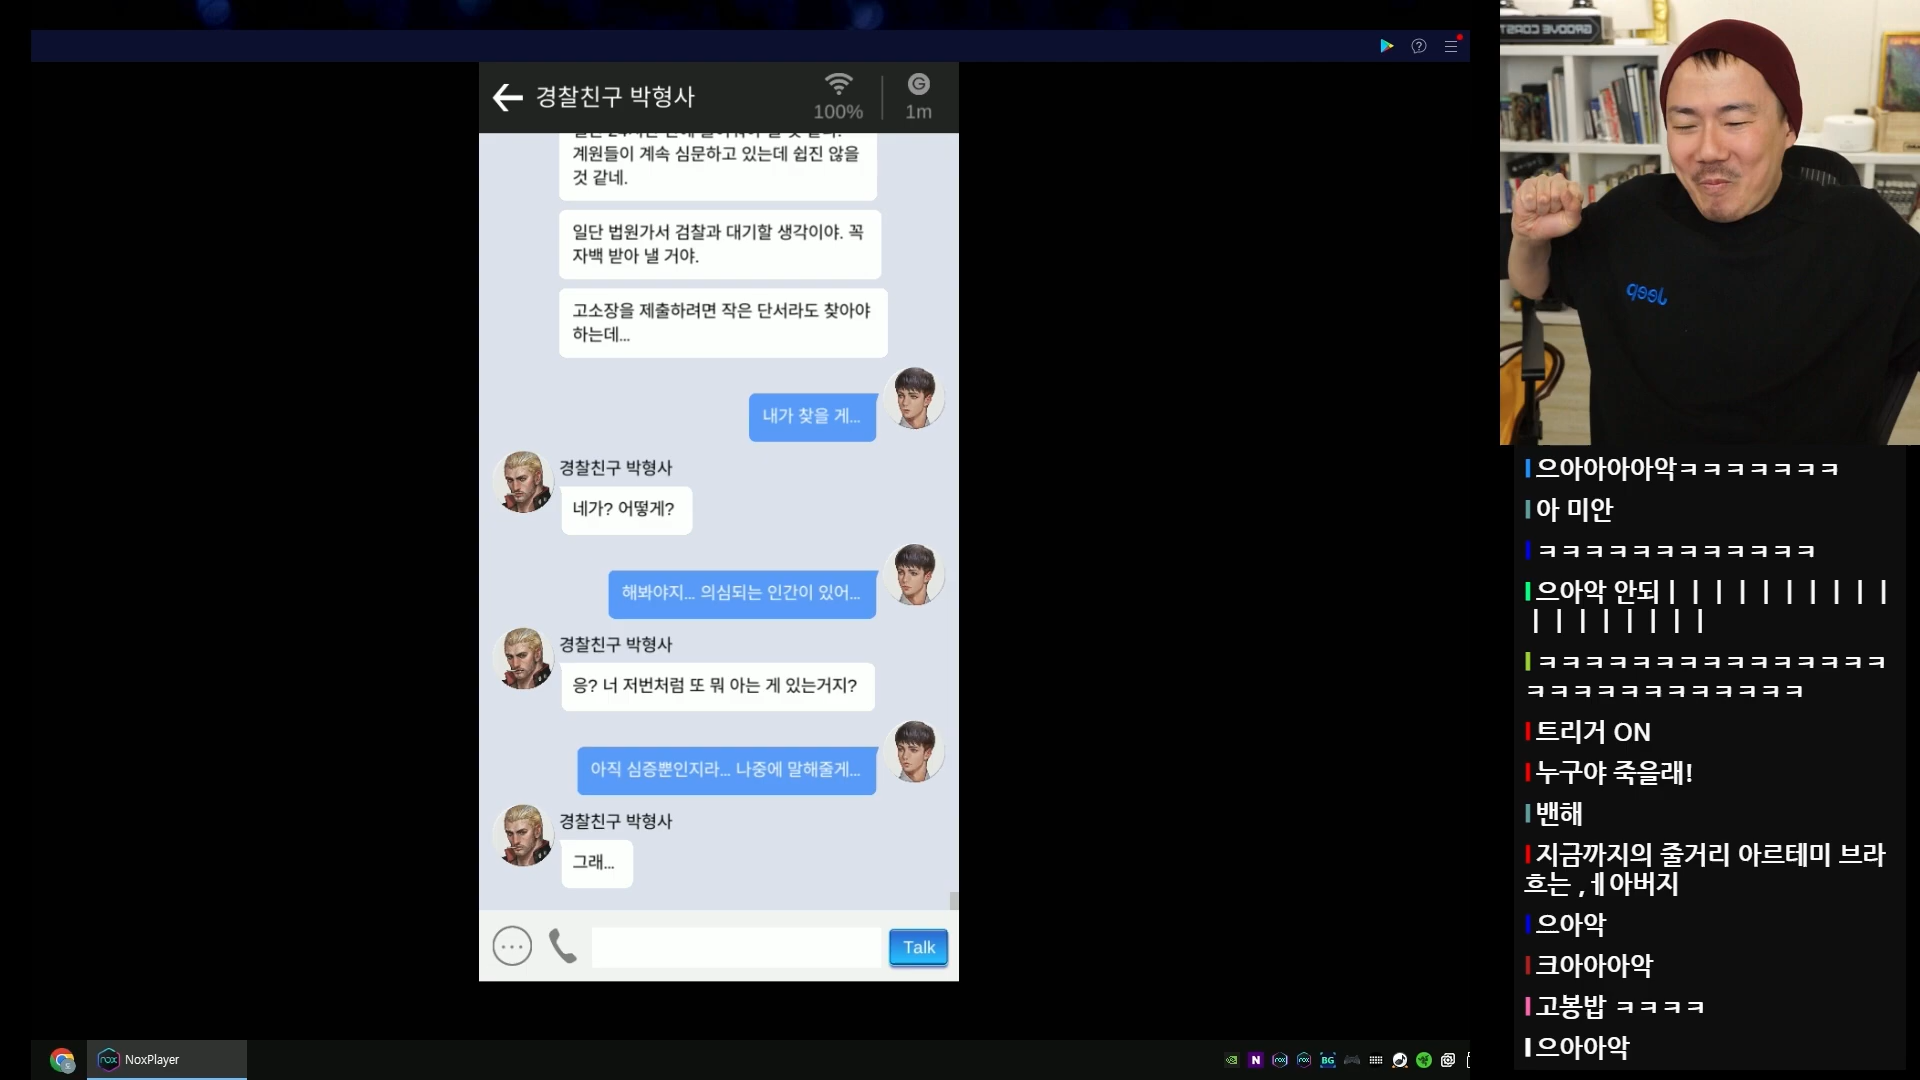 경찰친구 박형사
100%
G
1m
계원들이 계속 심문하고 있는데 쉽진 않을
것 같네.
일단 법원가서 검찰과 대기할 생각이야. 꼭
자백 받아 낼 거야.
고소장을 제출하려면 작은 단서라도 찾아야
하는데...
내가 찾을 게...
경찰친구 박형사
네가? 어떻게?
해봐야지... 의심되는 인간이 있어...
경찰친구 박형사
응? 너 저번처럼 또 뭐 아는 게 있는거지?
아직 심증뿐인지라... 나중에 말해줄게...
경찰친구 박형사
그래...
Talk
NoxPlayer
GROOVE COASTER
Jeep
으아아아아악ㅋㅋㅋㅋㅋㅋㅋ
아 미안
ㅋㅋㅋㅋㅋㅋㅋㅋㅋㅋㅋㅋ
으아악 안되ㅣㅣㅣㅣㅣㅣㅣㅣㅣㅣ
ㅣㅣㅣㅣㅣㅣㅣㅣ
ㅋㅋㅋㅋㅋㅋㅋㅋㅋㅋㅋㅋㅋㅋㅋ
ㅋㅋㅋㅋㅋㅋㅋㅋㅋㅋㅋㅋ
트리거 ON
누구야 죽을래!
밴해
지금까지의 줄거리 아르테미 브라
흐는 ,ㅔ아버지
으아악
크아아아악
고봉밥 ㅋㅋㅋㅋ
으아아악